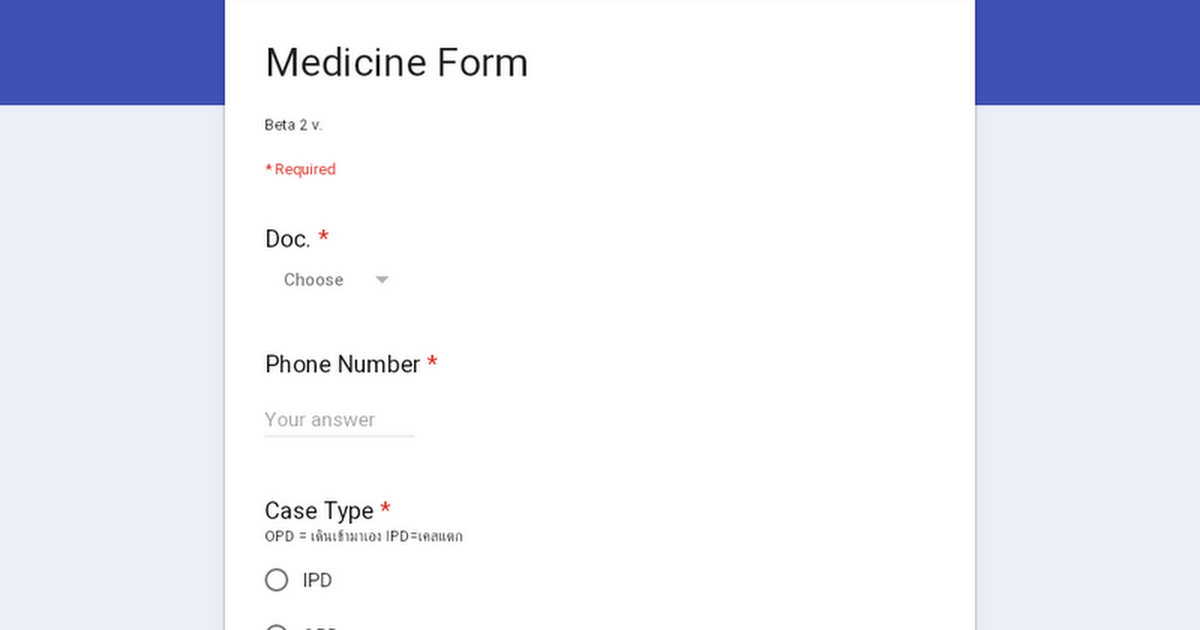 Medicine Form
Beta 2 v.
* Required
Doc. *
Choose
Phone Number *
Your answer
Case Type *
OPD = เดินเข้ามาเอง IPD=เคสแตก
IPD